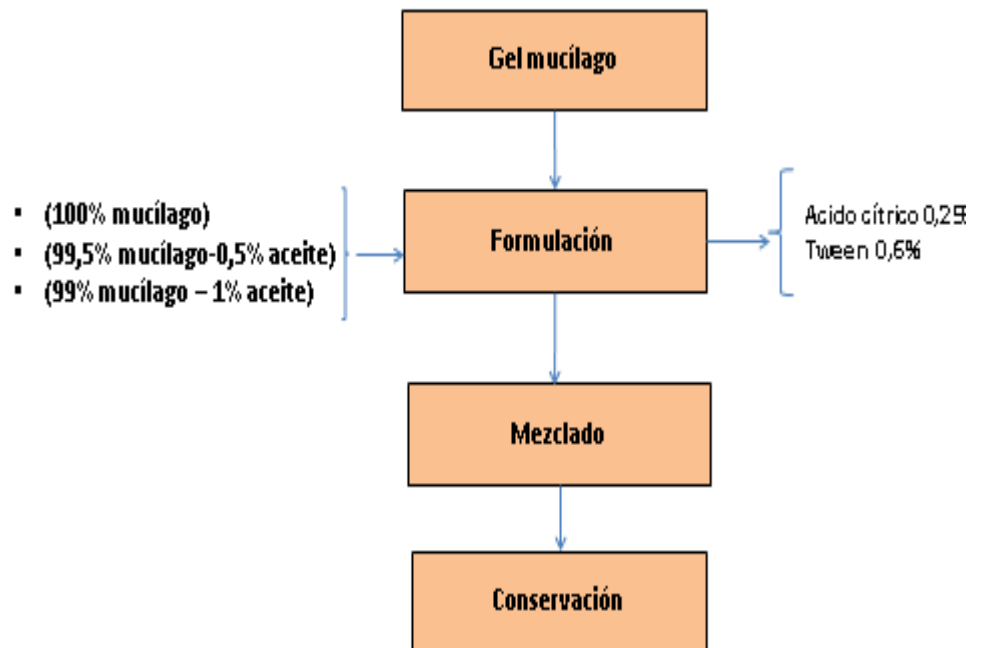 Gel mucílago
▪ (100% mucílago)
▪ (99,5% mucílago-0,5% aceite)
▪ (99% mucílago – 1% aceite)
Formulación
Acido cítrico 0,2%
Tween 0,6%
Mezclado
Conservación